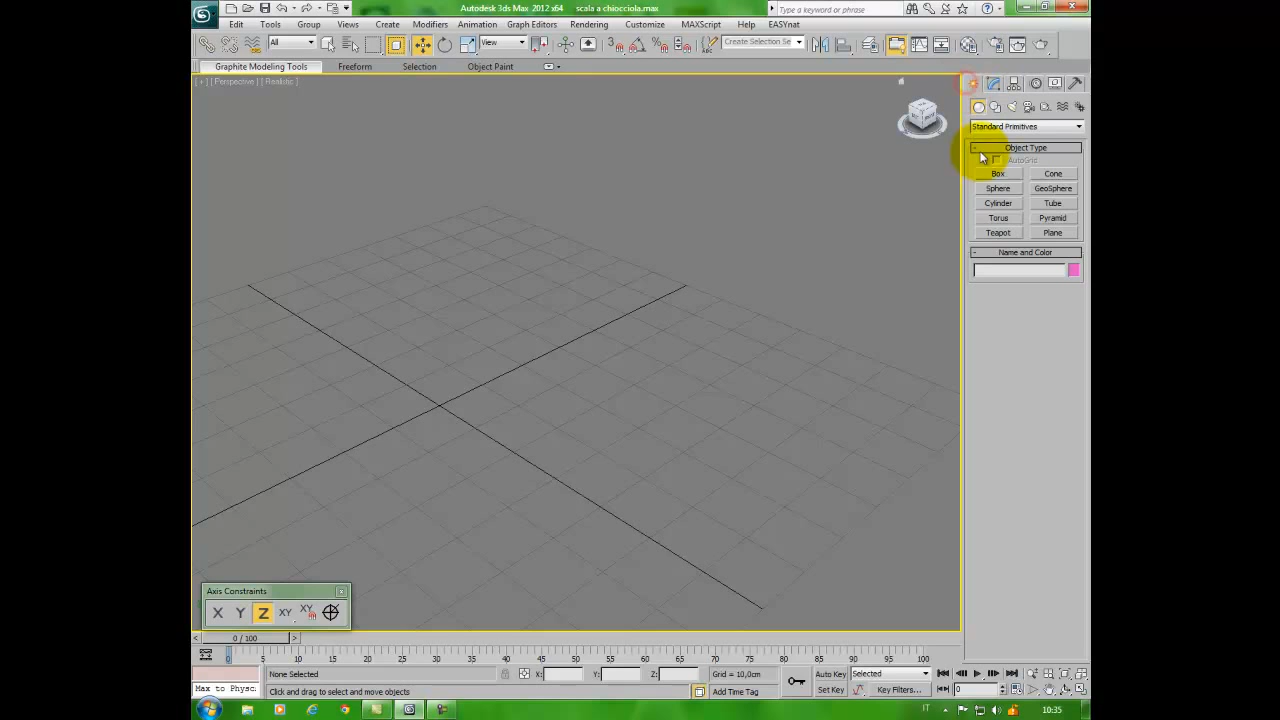 Autodesk 3ds Max 2012 x64 scala a chiocciola.max
Type a keyword or phrase
Edit Tools Group Views Create Modifiers Animation Graph Editors Rendering Customize MAXScript Help EASYnat
All View Create Selection Se
Graphite Modeling Tools Freeform Selection Object Paint
[ + ] [ Perspective ] [ Realistic ]
Standard Primitives
- Object Type
AutoGrid
Box Cone
Sphere GeoSphere
Cylinder Tube
Torus Pyramid
Teapot Plane
- Name and Color
Axis Constraints
X Y Z XY XY
< 0 / 100 >
0 5 10 15 20 25 30 35 40 45 50 55 60 65 70 75 80 85 90 95 100
None Selected X: Y: Z: Grid = 10,0cm Auto Key Selected
Max to Physc Click and drag to select and move objects Add Time Tag Set Key Key Filters... 0
IT 10:35